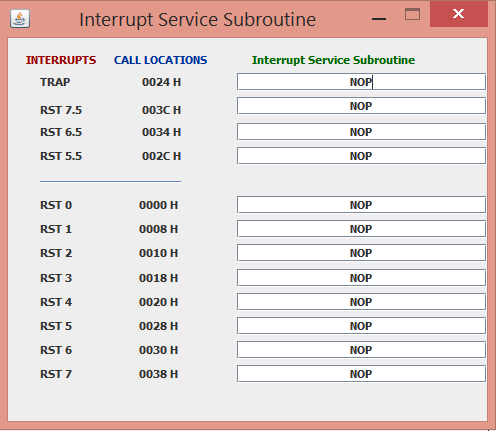 Interrupt Service Subroutine
INTERRUPTS CALL LOCATIONS Interrupt Service Subroutine
TRAP 0024 H NOP
RST 7.5 003C H NOP
RST 6.5 0034 H NOP
RST 5.5 002C H NOP
RST 0 0000 H NOP
RST 1 0008 H NOP
RST 2 0010 H NOP
RST 3 0018 H NOP
RST 4 0020 H NOP
RST 5 0028 H NOP
RST 6 0030 H NOP
RST 7 0038 H NOP